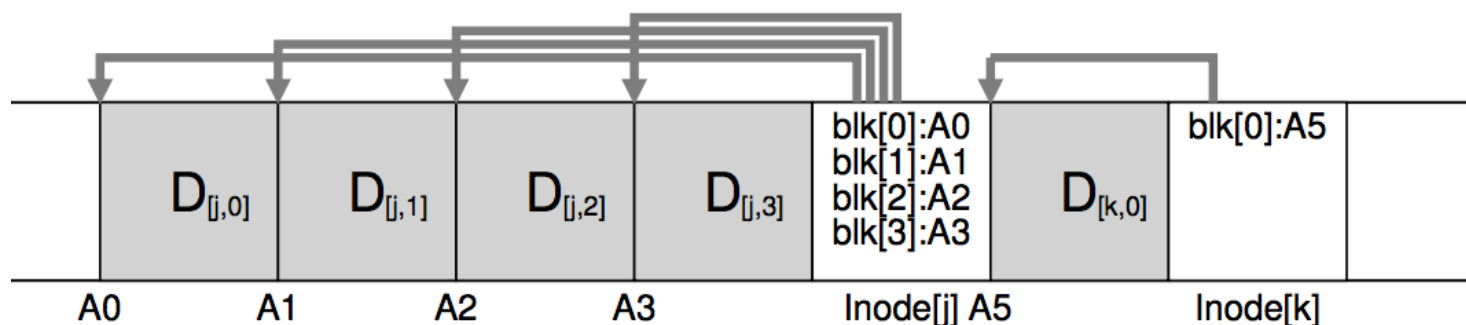 blk[0]:A0
blk[1]:A1
blk[2]:A2
blk[3]:A3
blk[0]:A5
D[j,0]
D[j,1]
D[j,2]
D[j,3]
D[k,0]
A0 A1 A2 A3 Inode[j] A5 Inode[k]